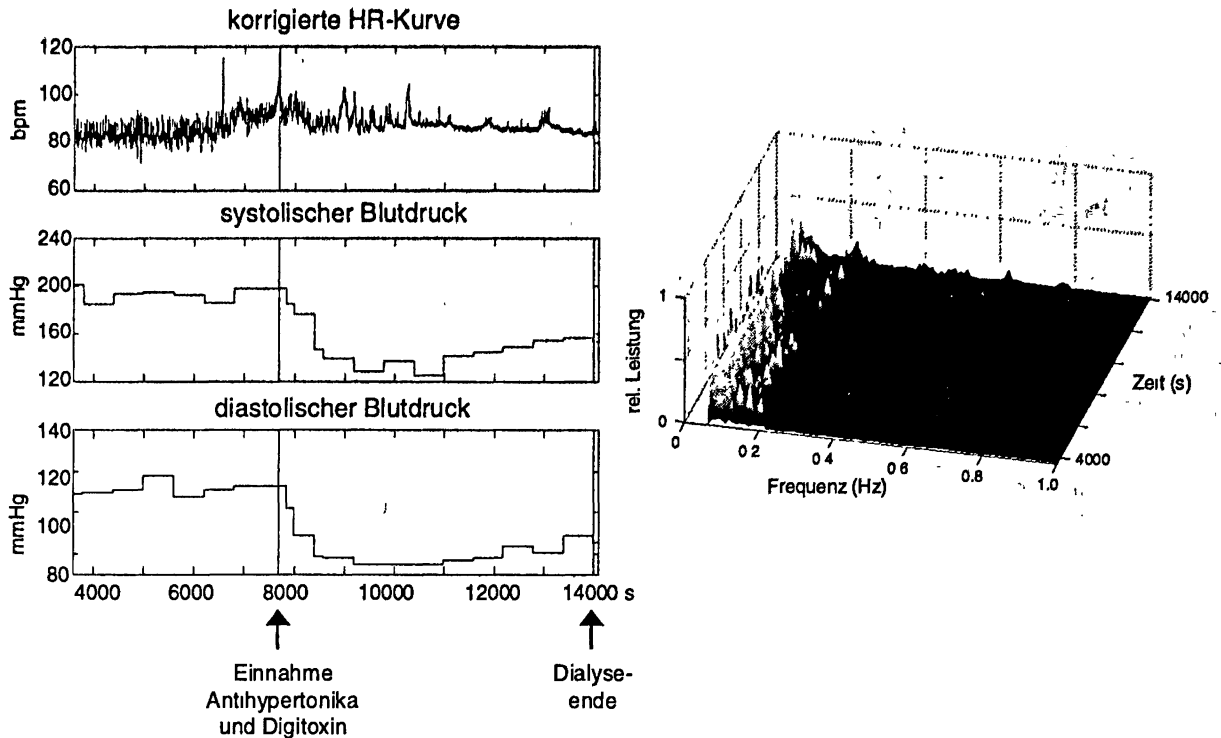 korrigierte HR-Kurve
120
100
80
60
bpm
systolischer Blutdruck
240
200
160
120
mmHg
diastolischer Blutdruck
140
120
100
80
mmHg
4000 6000 8000 10000 12000 14000 s
Einnahme
Antihypertonika
und Digitoxin
Dialyse-
ende
1
0
rel. Leistung
0 0 2 0 4 0 6 0 8 1.0
Frequenz (Hz)
14000
Zeit (s)
4000